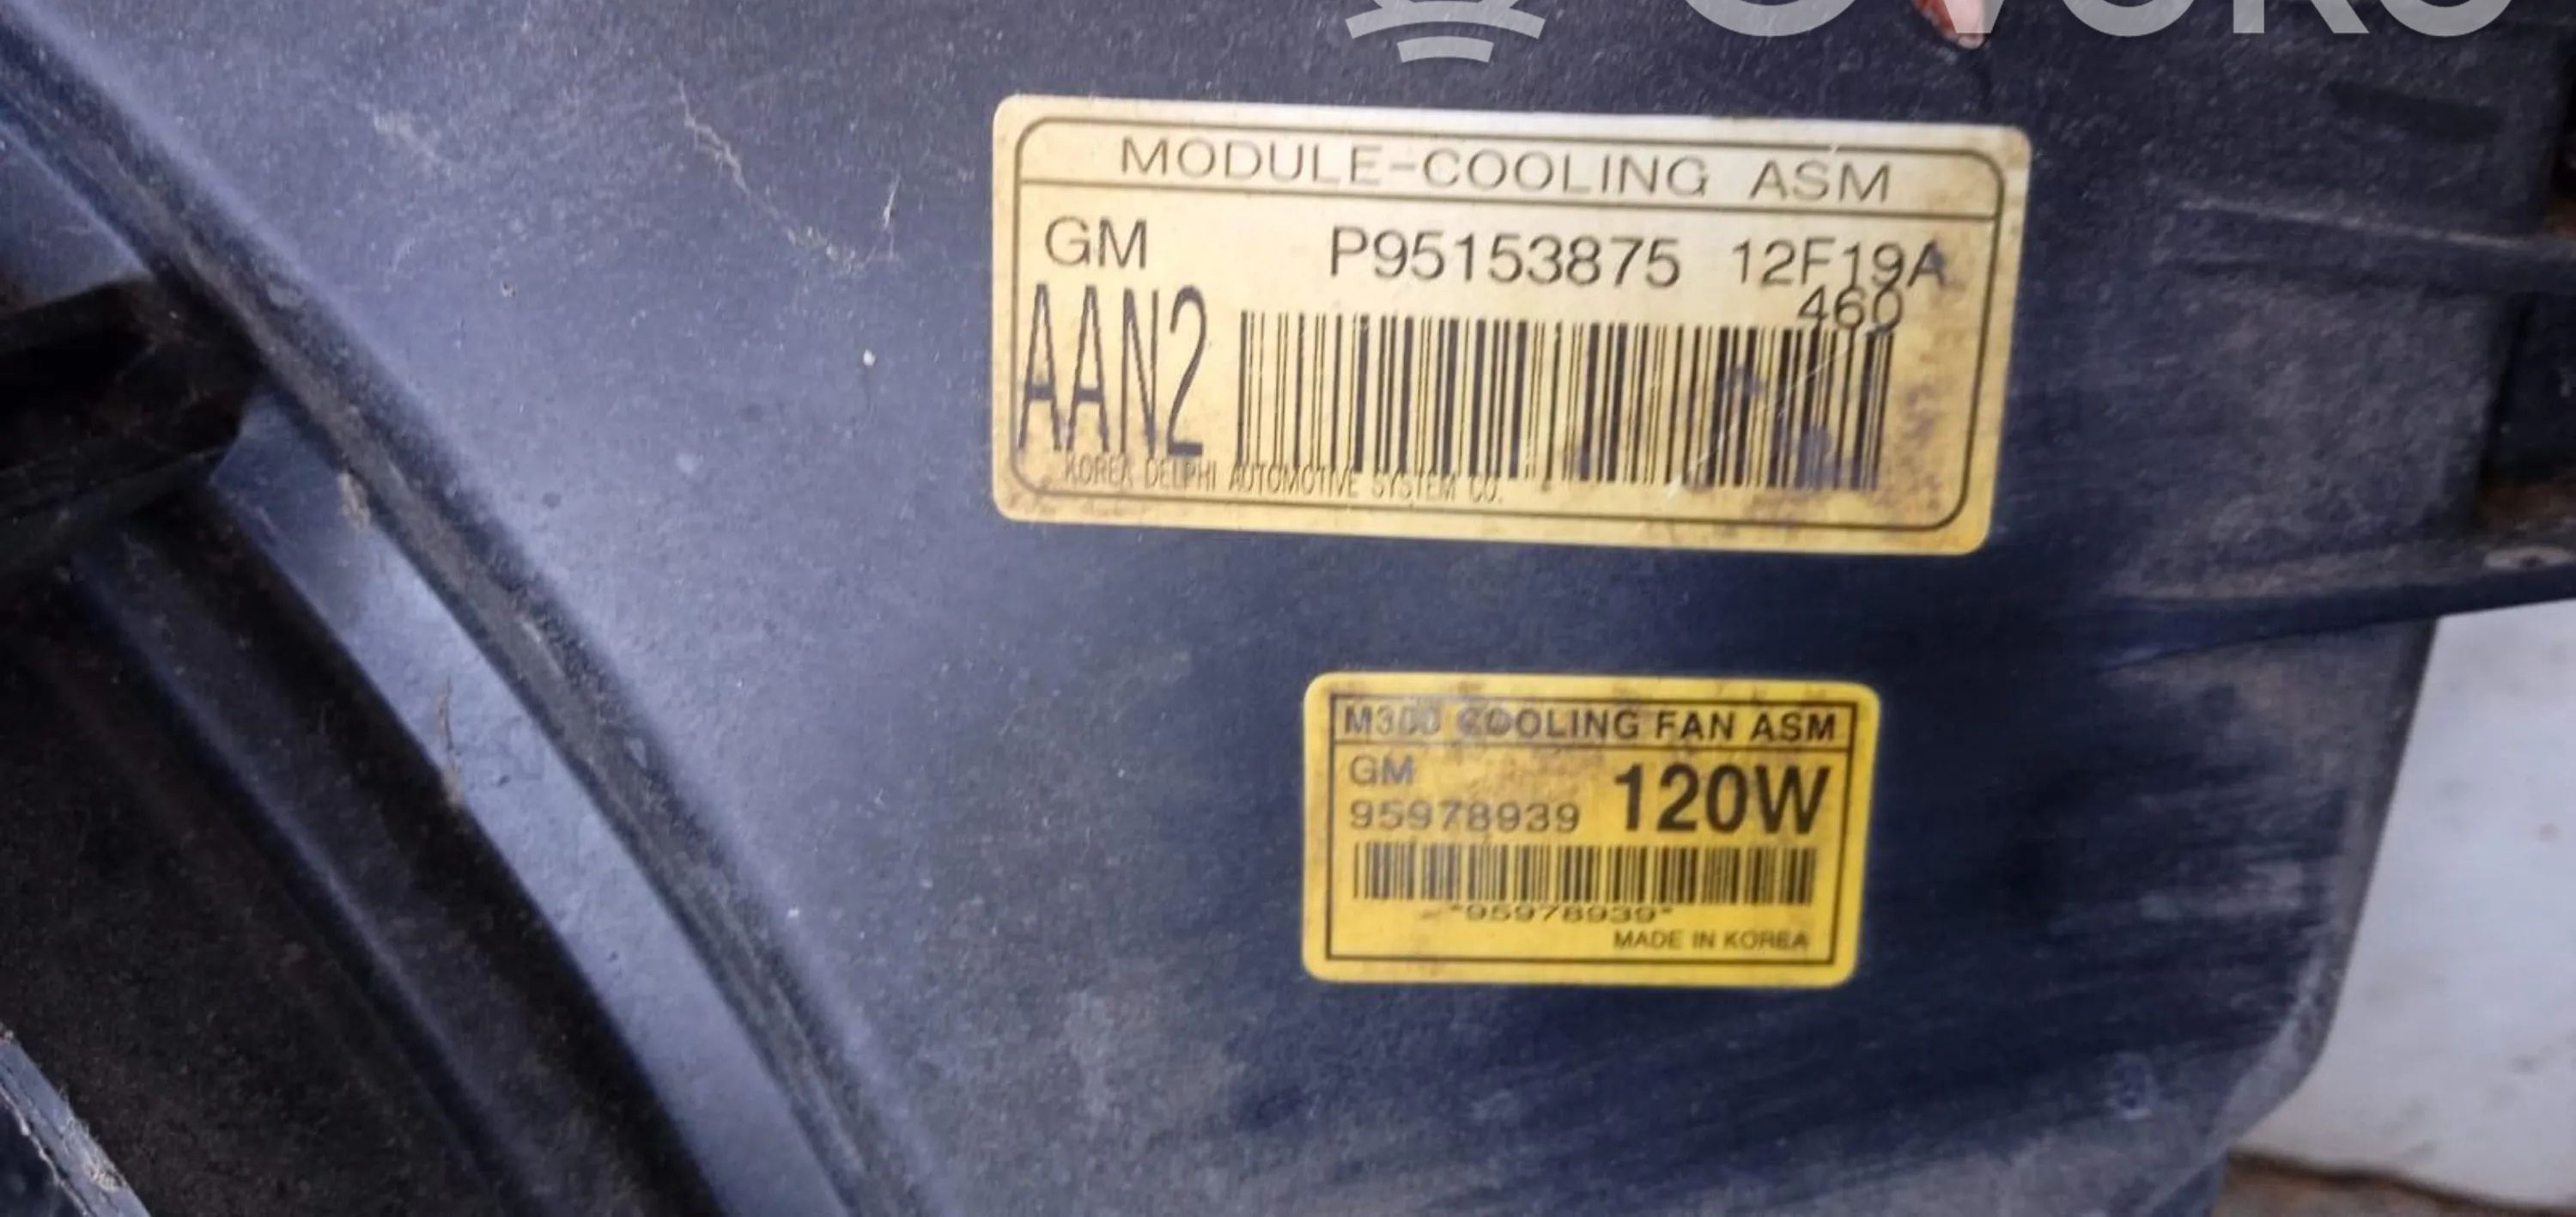 MODULE-COOLING ASM
GM P95153875 12F19A
460
AAN2
KOREA DELPHI AUTOMOTIVE SYSTEM CO.
M300 COOLING FAN ASM
GM
95978939 120W
*95978939*
MADE IN KOREA